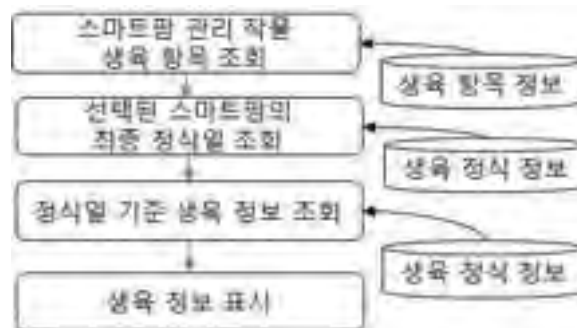 스마트팜 관리 작물
생육 항목 조회
생육 항목 정보
선택된 스마트팜의
최종 정식일 조회
생육 정식 정보
정식일 기준 생육 정보 조회
생육 정식 정보
생육 정보 표시